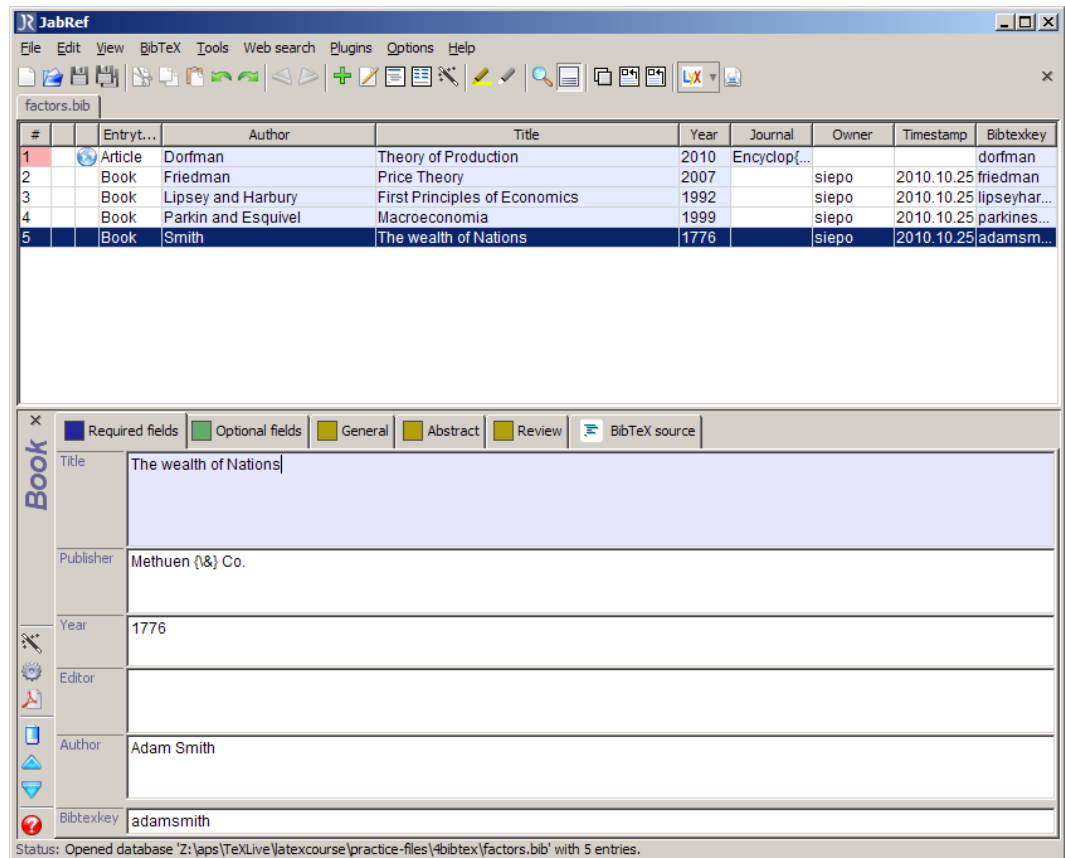 JabRef
File Edit View BibTeX Tools Web search Plugins Options Help
LyX
factors.bib
# Entryt... Author Title Year Journal Owner Timestamp Bibtexkey
1 Article Dorfman Theory of Production 2010 Encyclop{... dorfman
2 Book Friedman Price Theory 2007 siepo 2010.10.25 friedman
3 Book Lipsey and Harbury First Principles of Economics 1992 siepo 2010.10.25 lipseyhar...
4 Book Parkin and Esquivel Macroeconomia 1999 siepo 2010.10.25 parkines...
5 Book Smith The wealth of Nations 1776 siepo 2010.10.25 adamsm...
Required fields Optional fields General Abstract Review BibTeX source
Book
Title The wealth of Nations
Publisher Methuen {\&} Co.
Year 1776
Editor
Author Adam Smith
Bibtexkey adamsmith
Status: Opened database 'Z:\aps\TeXLive\latexcourse\practice-files\4bibtex\factors.bib' with 5 entries.